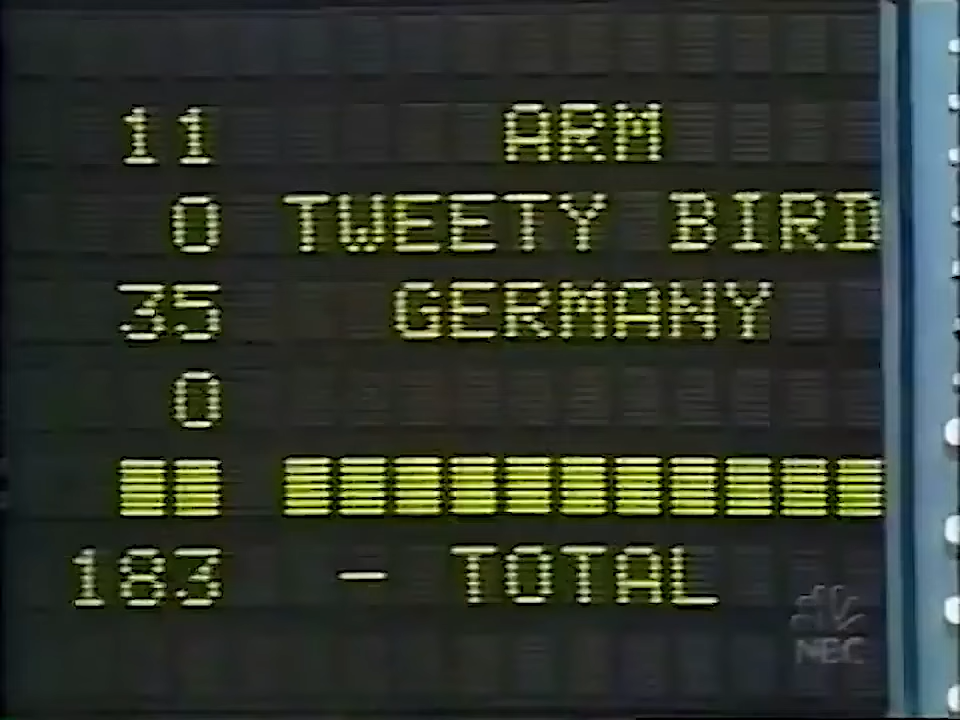 11 ARM
0 TWEETY BIRD
35 GERMANY
0
183 - TOTAL
NBC